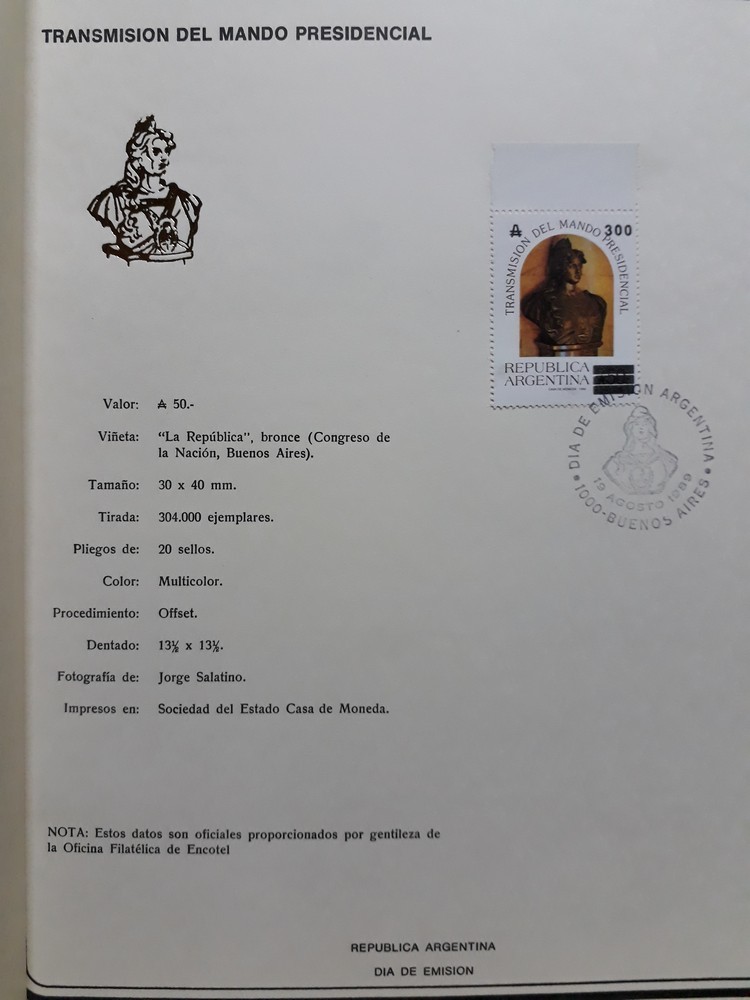 TRANSMISION DEL MANDO PRESIDENCIAL
₳ 300
TRANSMISION DEL MANDO PRESIDENCIAL
REPUBLICA
ARGENTINA
DIA DE EMISION ARGENTINA
19 AGOSTO 1989
1000-BUENOS AIRES
Valor: ₳ 50.-
Viñeta: "La República", bronce (Congreso de
la Nación, Buenos Aires).
Tamaño: 30 x 40 mm.
Tirada: 304.000 ejemplares.
Pliegos de: 20 sellos.
Color: Multicolor.
Procedimiento: Offset.
Dentado: 13½ x 13½.
Fotografía de: Jorge Salatino.
Impresos en: Sociedad del Estado Casa de Moneda.
NOTA: Estos datos son oficiales proporcionados por gentileza de
la Oficina Filatélica de Encotel
REPUBLICA ARGENTINA
DIA DE EMISION